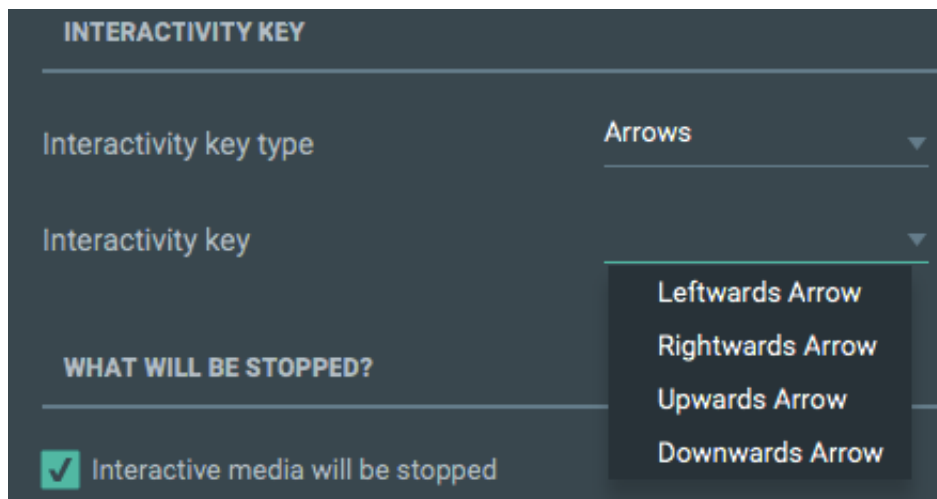 INTERACTIVITY KEY
Interactivity key type
Arrows
Interactivity key
Leftwards Arrow
Rightwards Arrow
Upwards Arrow
Downwards Arrow
WHAT WILL BE STOPPED?
Interactive media will be stopped